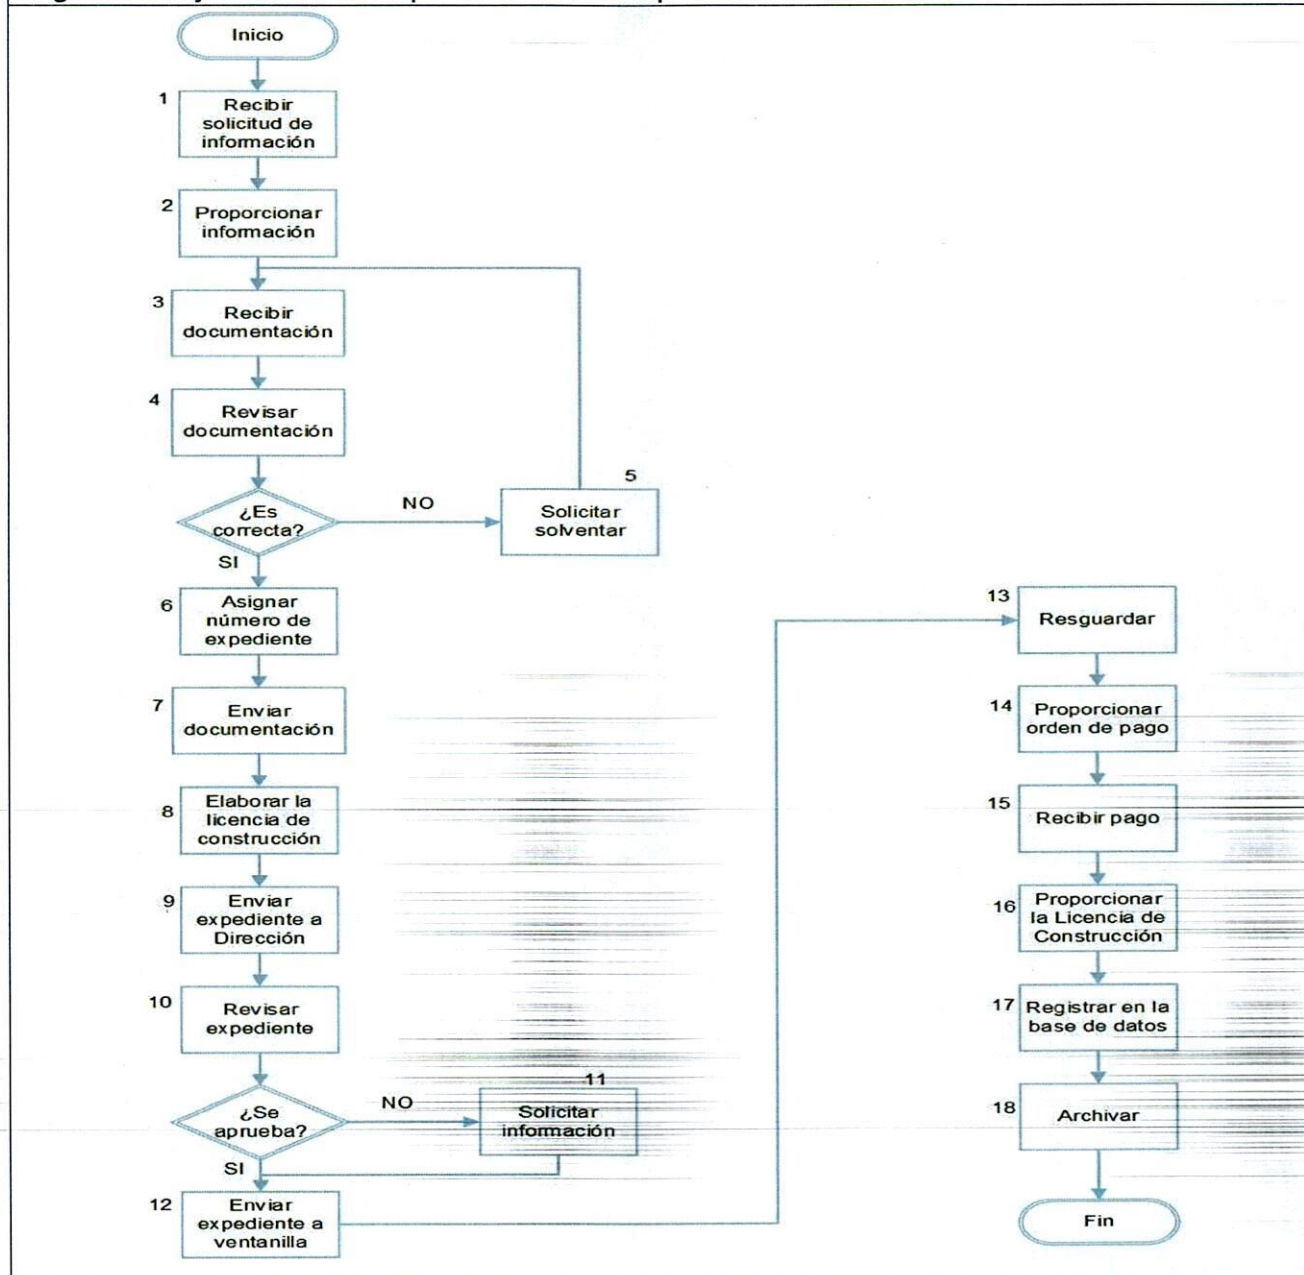 Inicio
1
Recibir
solicitud de
información
2
Proporcionar
información
3
Recibir
documentación
4
Revisar
documentación
¿Es
correcta?
NO
5
Solicitar
solventar
SI
6
Asignar
número de
expediente
7
Enviar
documentación
8
Elaborar la
licencia de
construcción
9
Enviar
expediente a
Dirección
10
Revisar
expediente
¿Se
aprueba?
NO
11
Solicitar
información
SI
12
Enviar
expediente a
ventanilla
13
Resguardar
14
Proporcionar
orden de pago
15
Recibir pago
16
Proporcionar
la Licencia de
Construcción
17
Registrar en la
base de datos
18
Archivar
Fin